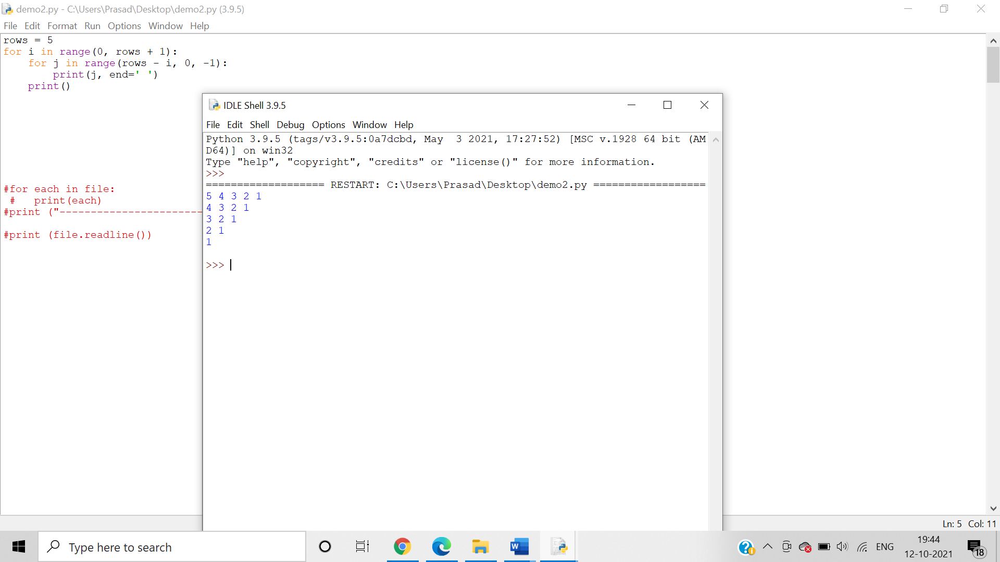 demo2.py - C:\Users\Prasad\Desktop\demo2.py (3.9.5)
File Edit Format Run Options Window Help
rows = 5
for i in range(0, rows + 1):
    for j in range(rows - i, 0, -1):
        print(j, end=' ')
    print()
#for each in file:
 #   print(each)
#print ("-----------------------
#print (file.readline())
IDLE Shell 3.9.5
File Edit Shell Debug Options Window Help
Python 3.9.5 (tags/v3.9.5:0a7dcbd, May  3 2021, 17:27:52) [MSC v.1928 64 bit (AM
D64)] on win32
Type "help", "copyright", "credits" or "license()" for more information.
>>>
=================== RESTART: C:\Users\Prasad\Desktop\demo2.py ==================
5 4 3 2 1
4 3 2 1
3 2 1
2 1
1
>>>
Ln: 5 Col: 11
Type here to search
W
ENG
19:44
12-10-2021
18